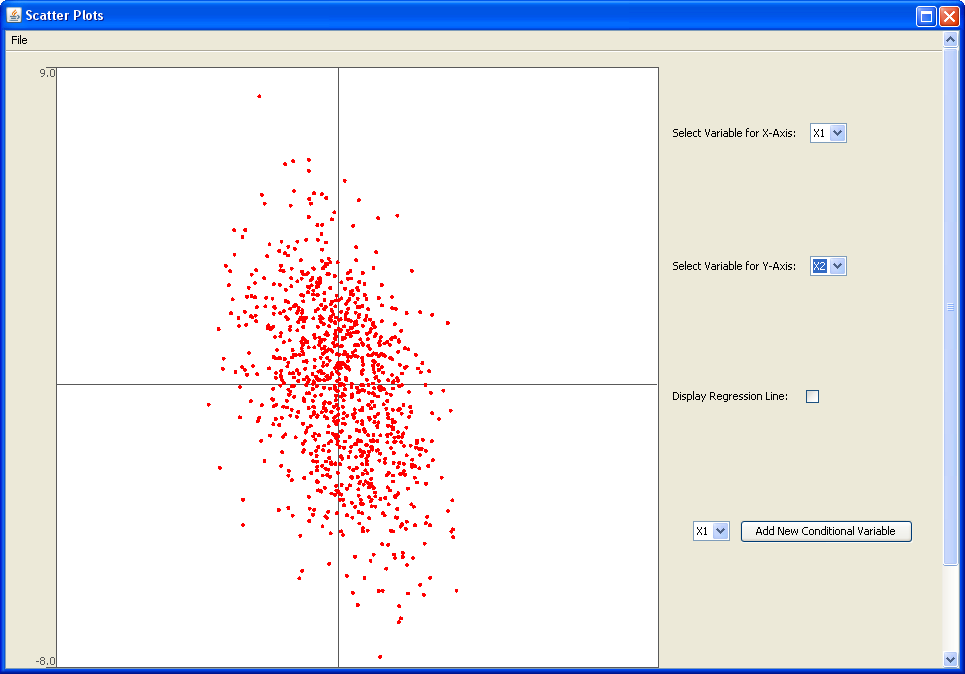 Scatter Plots
File
9.0
Select Variable for X-Axis: X1
Select Variable for Y-Axis: X2
Display Regression Line:
X1 Add New Conditional Variable
-8.0